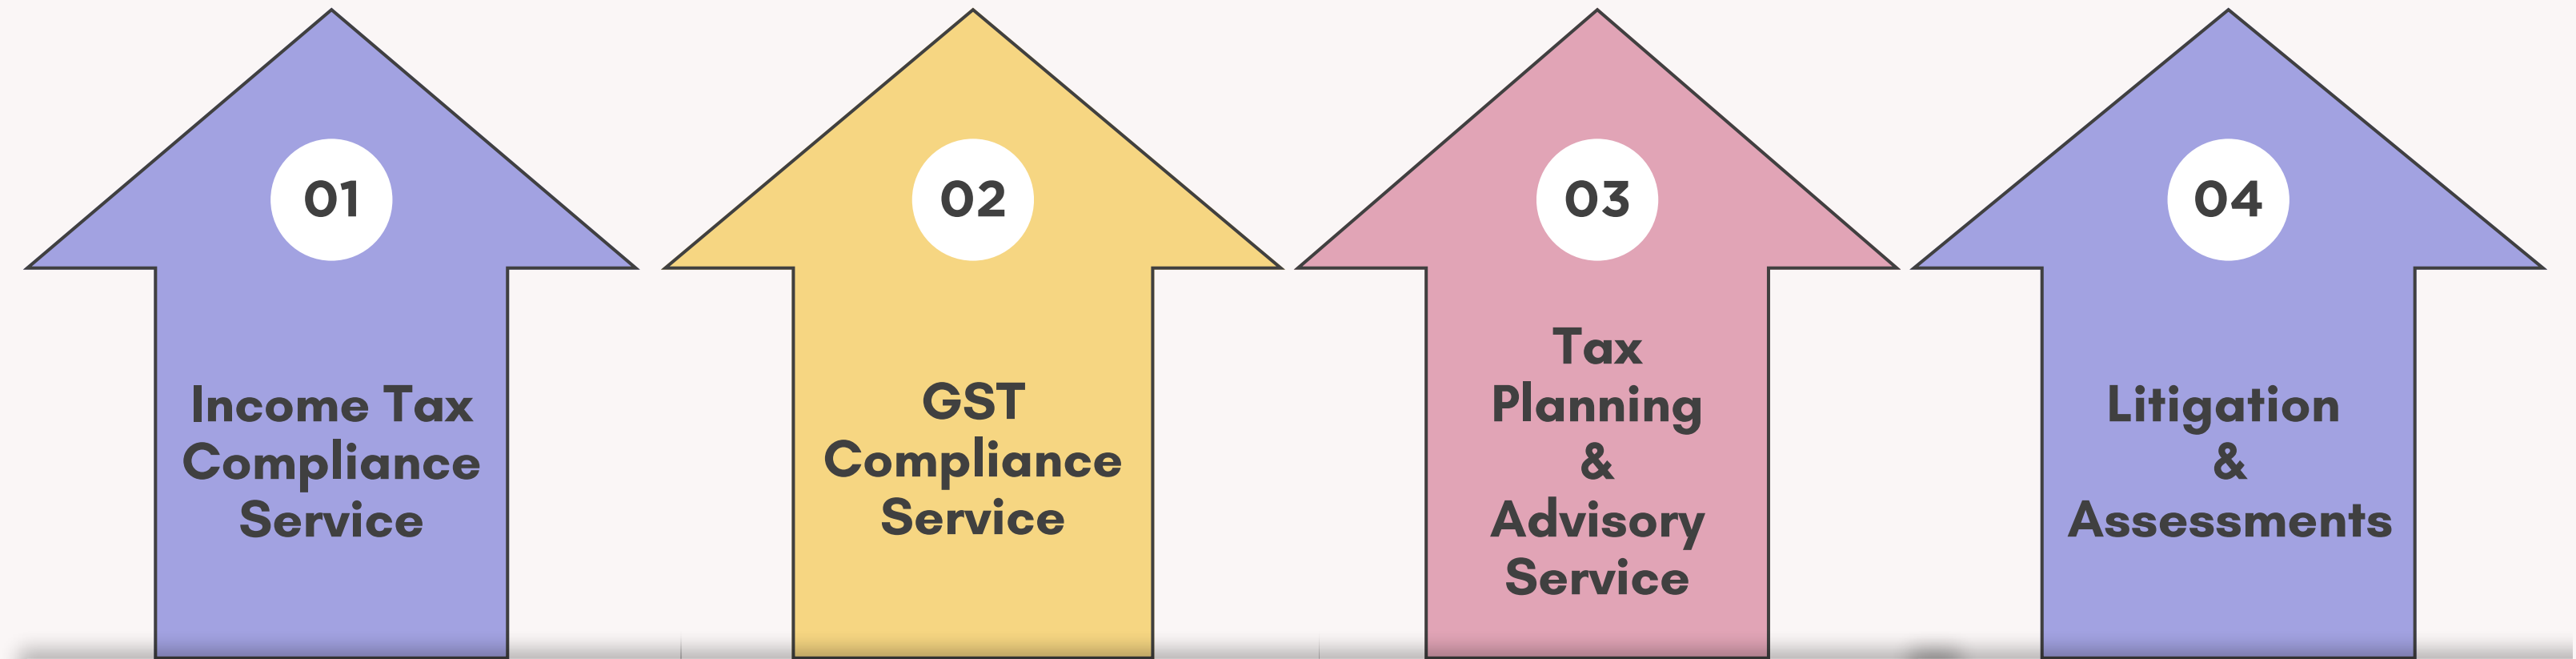 01
Income Tax
Compliance
Service
02
GST
Compliance
Service
03
Tax
Planning
&
Advisory
Service
04
Litigation
&
Assessments